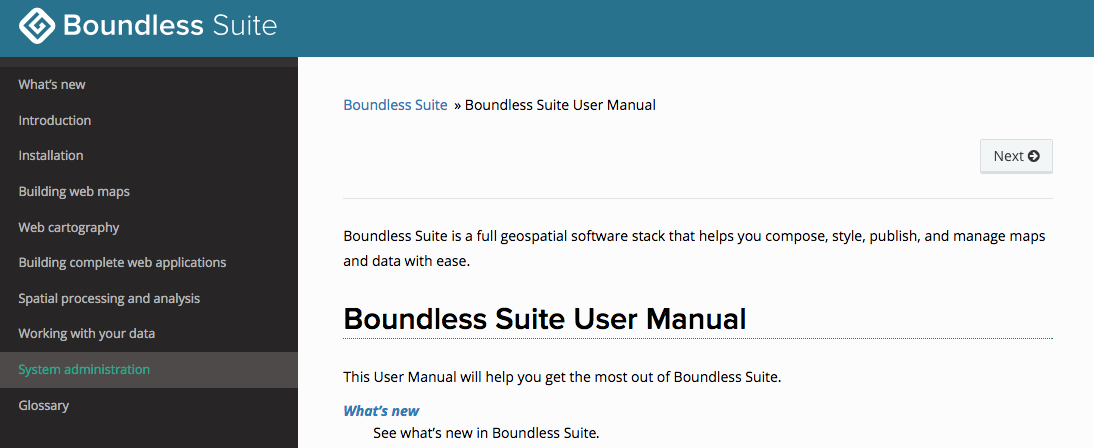 Boundless Suite
What's new
Introduction
Installation
Building web maps
Web cartography
Building complete web applications
Spatial processing and analysis
Working with your data
System administration
Glossary
Boundless Suite » Boundless Suite User Manual
Next
Boundless Suite is a full geospatial software stack that helps you compose, style, publish, and manage maps
and data with ease.
Boundless Suite User Manual
This User Manual will help you get the most out of Boundless Suite.
What's new
See what's new in Boundless Suite.